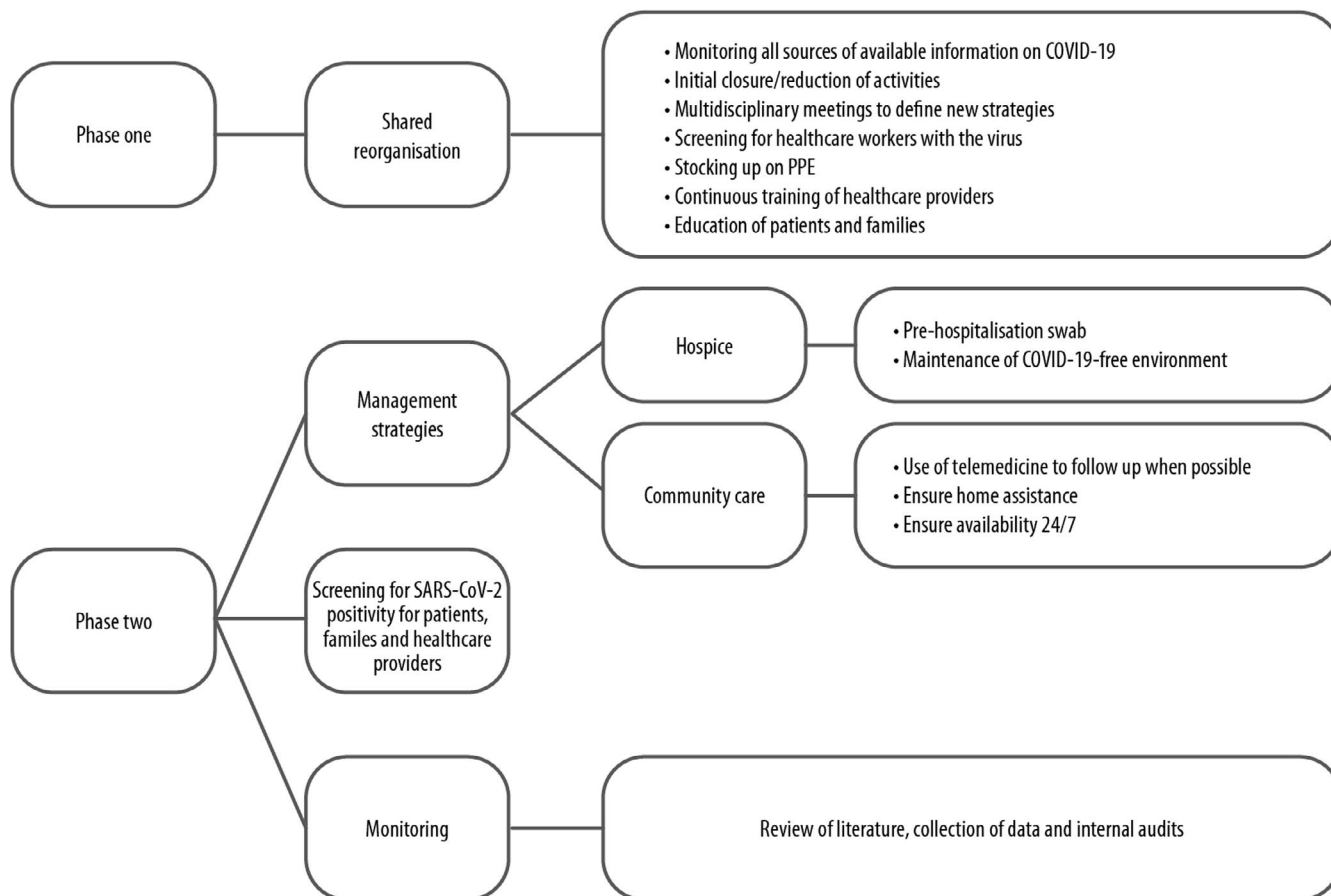 Phase one
Shared
reorganisation
• Monitoring all sources of available information on COVID-19
• Initial closure/reduction of activities
• Multidisciplinary meetings to define new strategies
• Screening for healthcare workers with the virus
• Stocking up on PPE
• Continuous training of healthcare providers
• Education of patients and families
Phase two
Management
strategies
Hospice
• Pre-hospitalisation swab
• Maintenance of COVID-19-free environment
Community care
• Use of telemedicine to follow up when possible
• Ensure home assistance
• Ensure availability 24/7
Screening for SARS-CoV-2
positivity for patients,
familes and healthcare
providers
Monitoring
Review of literature, collection of data and internal audits